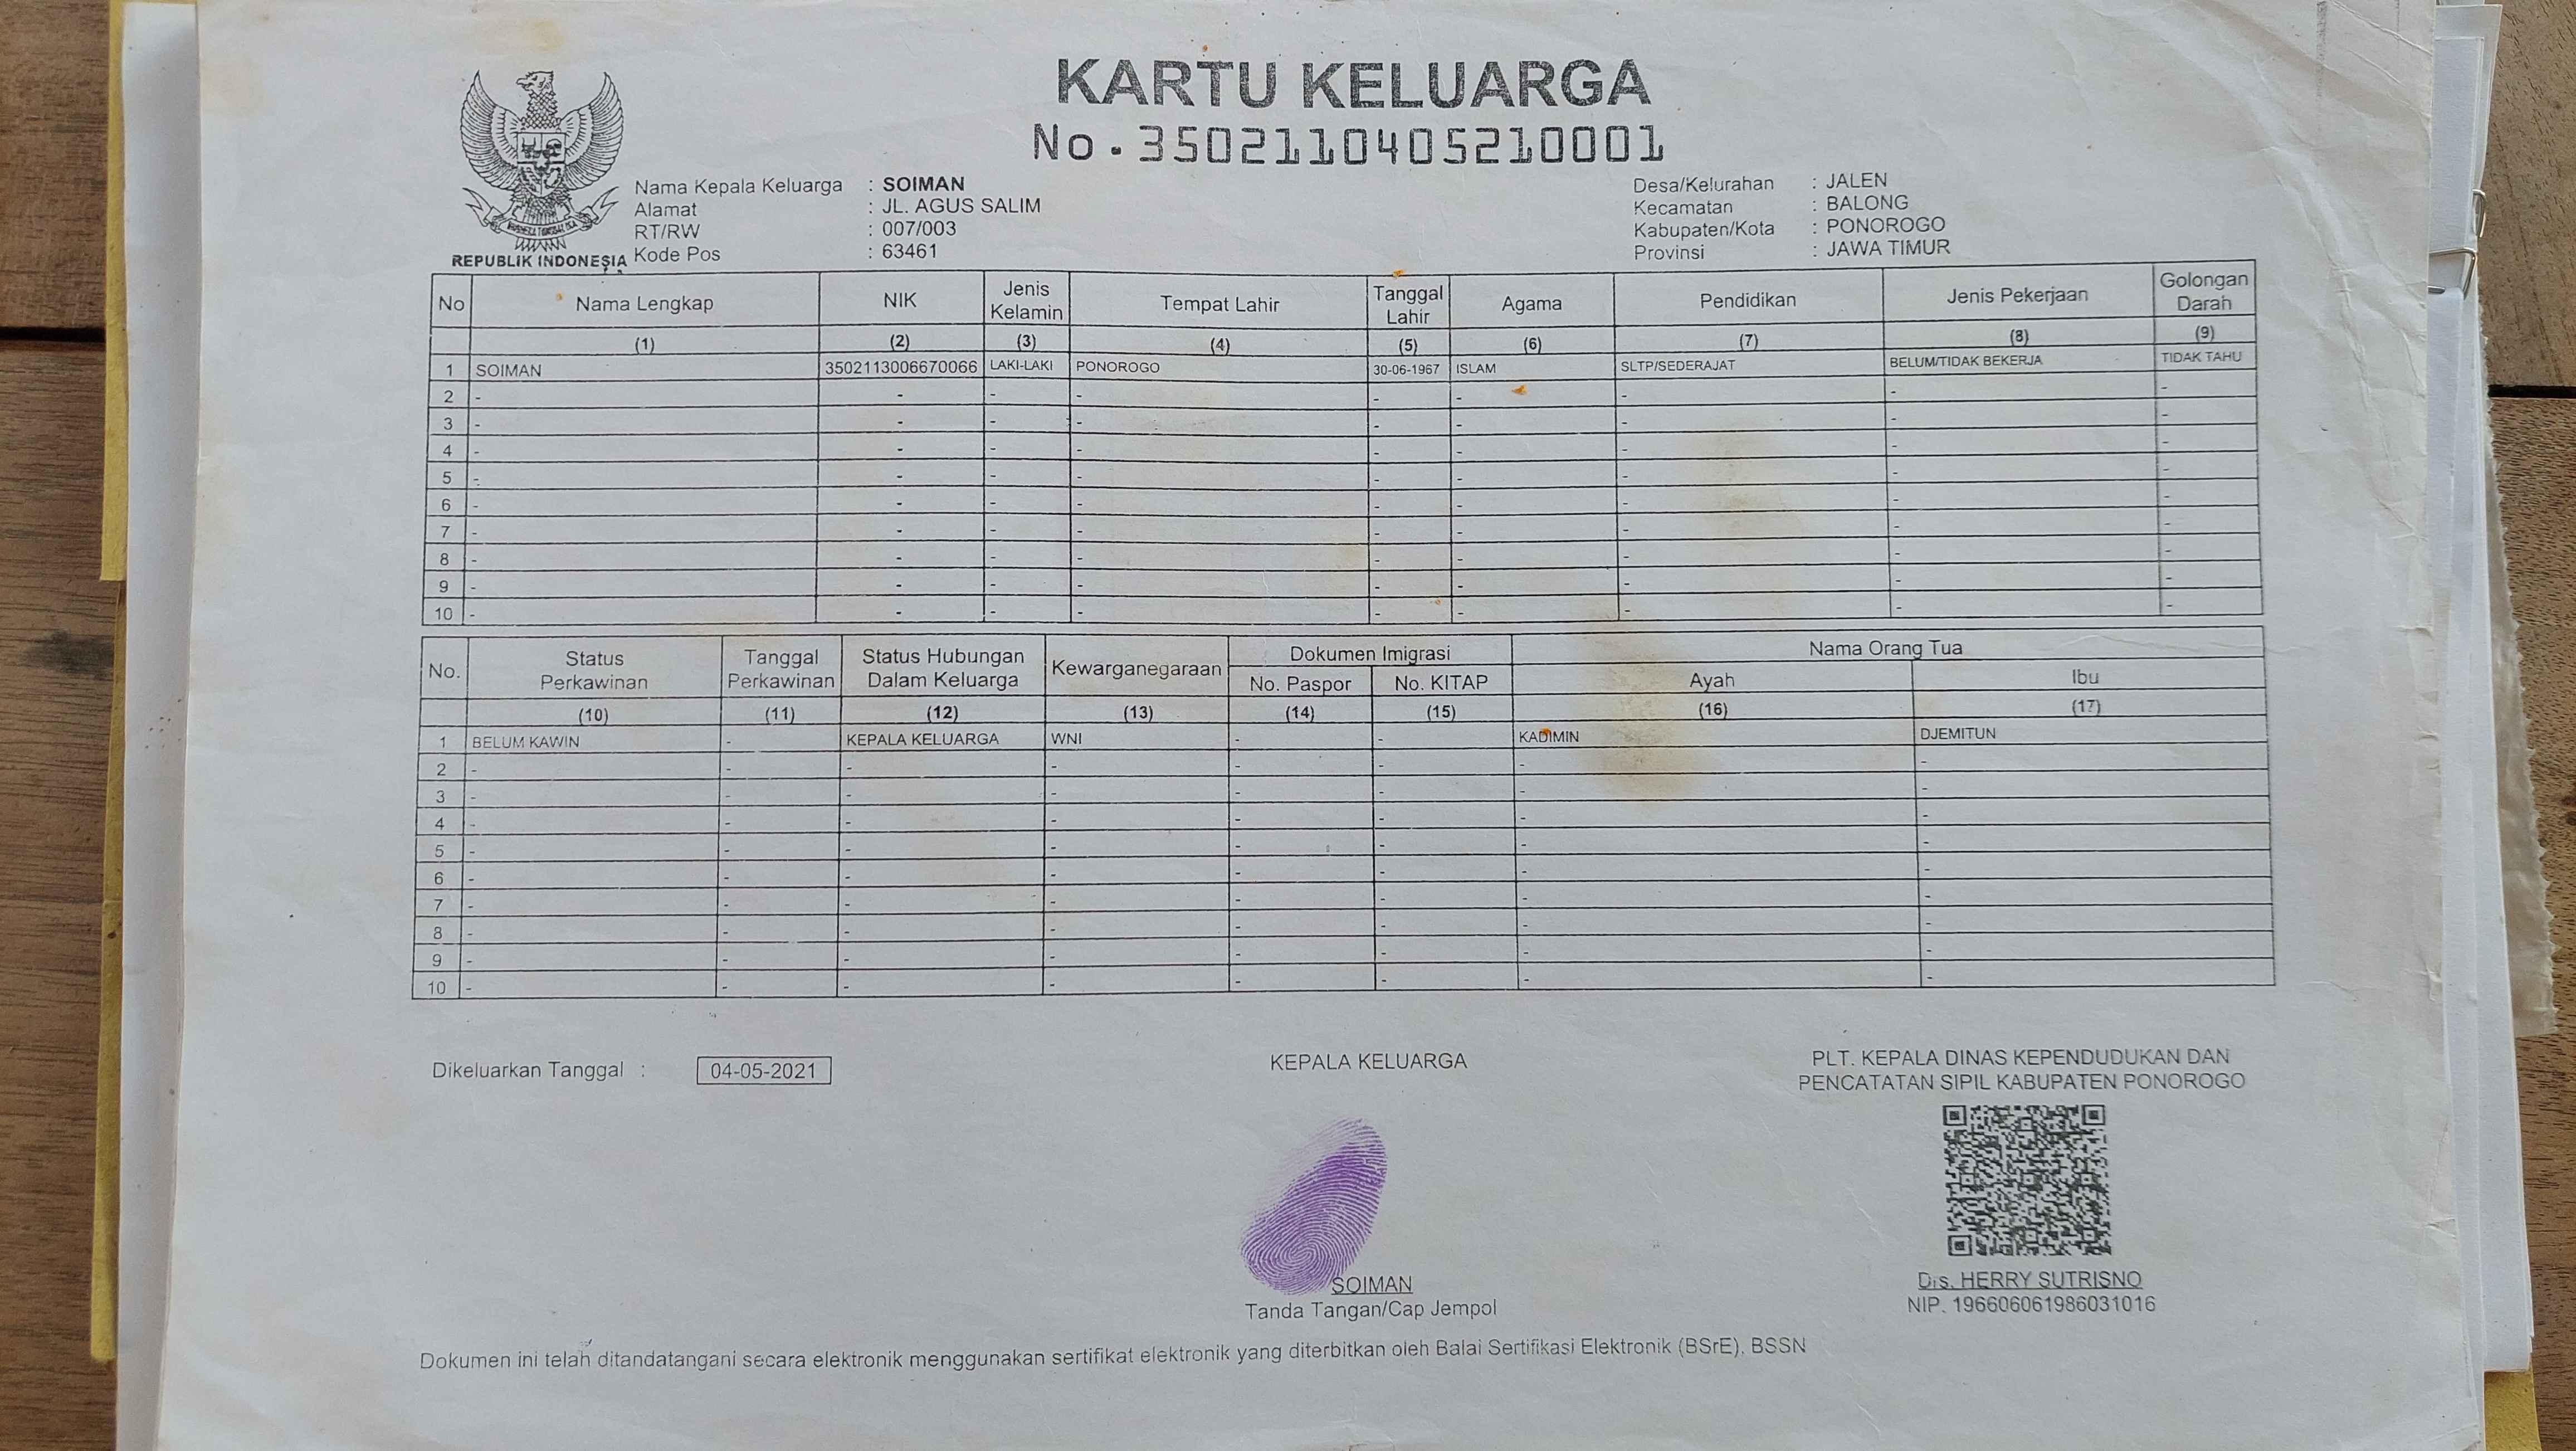 KARTU KELUARGA
No. 3502110405210001
REPUBLIK INDONESIA
Nama Kepala Keluarga : SOIMAN
Alamat : JL. AGUS SALIM
RT/RW : 007/003
Kode Pos : 63461
Desa/Kelurahan : JALEN
Kecamatan : BALONG
Kabupaten/Kota : PONOROGO
Provinsi : JAWA TIMUR
No Nama Lengkap NIK Jenis Kelamin Tempat Lahir Tanggal Lahir Agama Pendidikan Jenis Pekerjaan Golongan Darah
(1) (2) (3) (4) (5) (6) (7) (8) (9)
1 SOIMAN 3502113006670066 LAKI-LAKI PONOROGO 30-06-1967 ISLAM SLTP/SEDERAJAT BELUM/TIDAK BEKERJA TIDAK TAHU
2 - - - - - - - - -
3 - - - - - - - - -
4 - - - - - - - - -
5 - - - - - - - - -
6 - - - - - - - - -
7 - - - - - - - - -
8 - - - - - - - - -
9 - - - - - - - - -
10 - - - - - - - - -
No. Status Perkawinan Tanggal Perkawinan Status Hubungan Dalam Keluarga Kewarganegaraan Dokumen Imigrasi Nama Orang Tua
No. Paspor No. KITAP Ayah Ibu
(10) (11) (12) (13) (14) (15) (16) (17)
1 BELUM KAWIN - KEPALA KELUARGA WNI - - KADIMIN DJEMITUN
2 - - - - - - - -
3 - - - - - - - -
4 - - - - - - - -
5 - - - - - - - -
6 - - - - - - - -
7 - - - - - - - -
8 - - - - - - - -
9 - - - - - - - -
10 - - - - - - - -
Dikeluarkan Tanggal : 04-05-2021
KEPALA KELUARGA
SOIMAN
Tanda Tangan/Cap Jempol
PLT. KEPALA DINAS KEPENDUDUKAN DAN
PENCATATAN SIPIL KABUPATEN PONOROGO
Drs. HERRY SUTRISNO
NIP. 196606061986031016
Dokumen ini telah ditandatangani secara elektronik menggunakan sertifikat elektronik yang diterbitkan oleh Balai Sertifikasi Elektronik (BSrE). BSSN